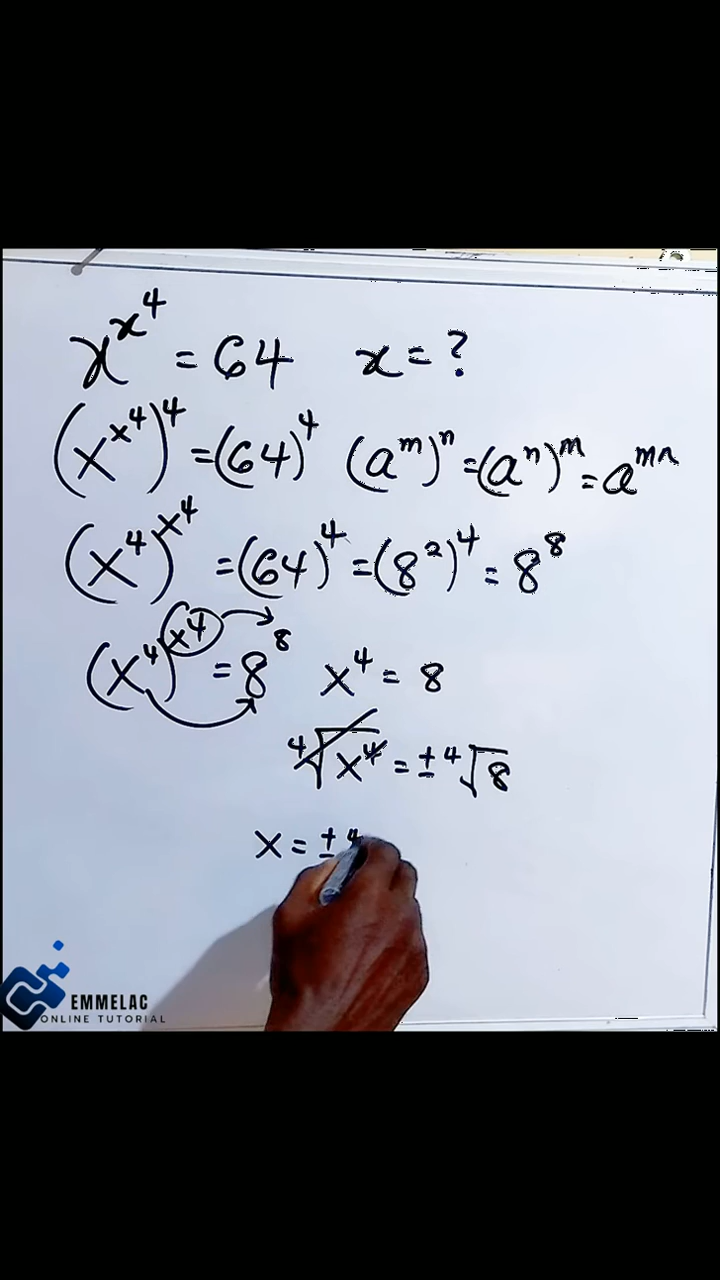 x^x^4 = 64 x = ?
(x^x^4)^4 = (64)^4 (a^m)^n = (a^n)^m = a^mn
(x^4)^x^4 = (64)^4 = (8^2)^4 = 8^8
(x^4)^x^4 = 8^8 x^4 = 8
4√x^4 = ± 4√8
x = ± 4
EMMELAC
ONLINE TUTORIAL